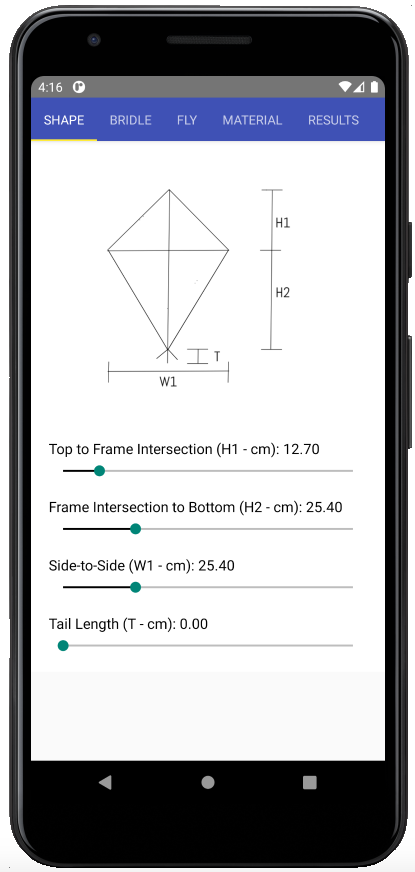 4:16
SHAPE BRIDLE FLY MATERIAL RESULTS
H1
H2
T
W1
Top to Frame Intersection (H1 - cm): 12.70
Frame Intersection to Bottom (H2 - cm): 25.40
Side-to-Side (W1 - cm): 25.40
Tail Length (T - cm): 0.00